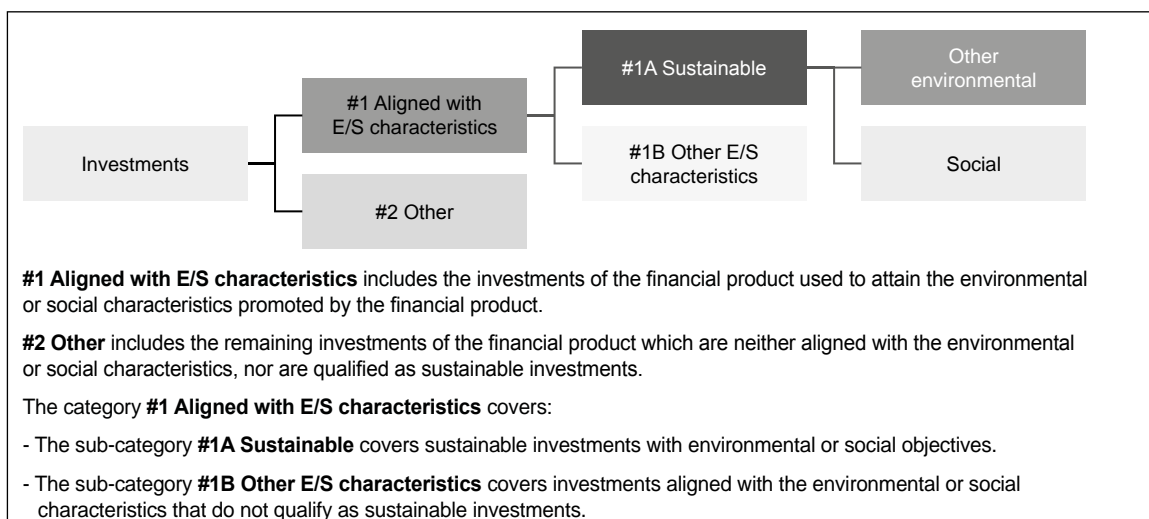 #1A Sustainable
Other
environmental
#1 Aligned with
E/S characteristics
Investments
#1B Other E/S
characteristics
Social
#2 Other
#1 Aligned with E/S characteristics includes the investments of the financial product used to attain the environmental
or social characteristics promoted by the financial product.
#2 Other includes the remaining investments of the financial product which are neither aligned with the environmental
or social characteristics, nor are qualified as sustainable investments.
The category #1 Aligned with E/S characteristics covers:
- The sub-category #1A Sustainable covers sustainable investments with environmental or social objectives.
- The sub-category #1B Other E/S characteristics covers investments aligned with the environmental or social
characteristics that do not qualify as sustainable investments.